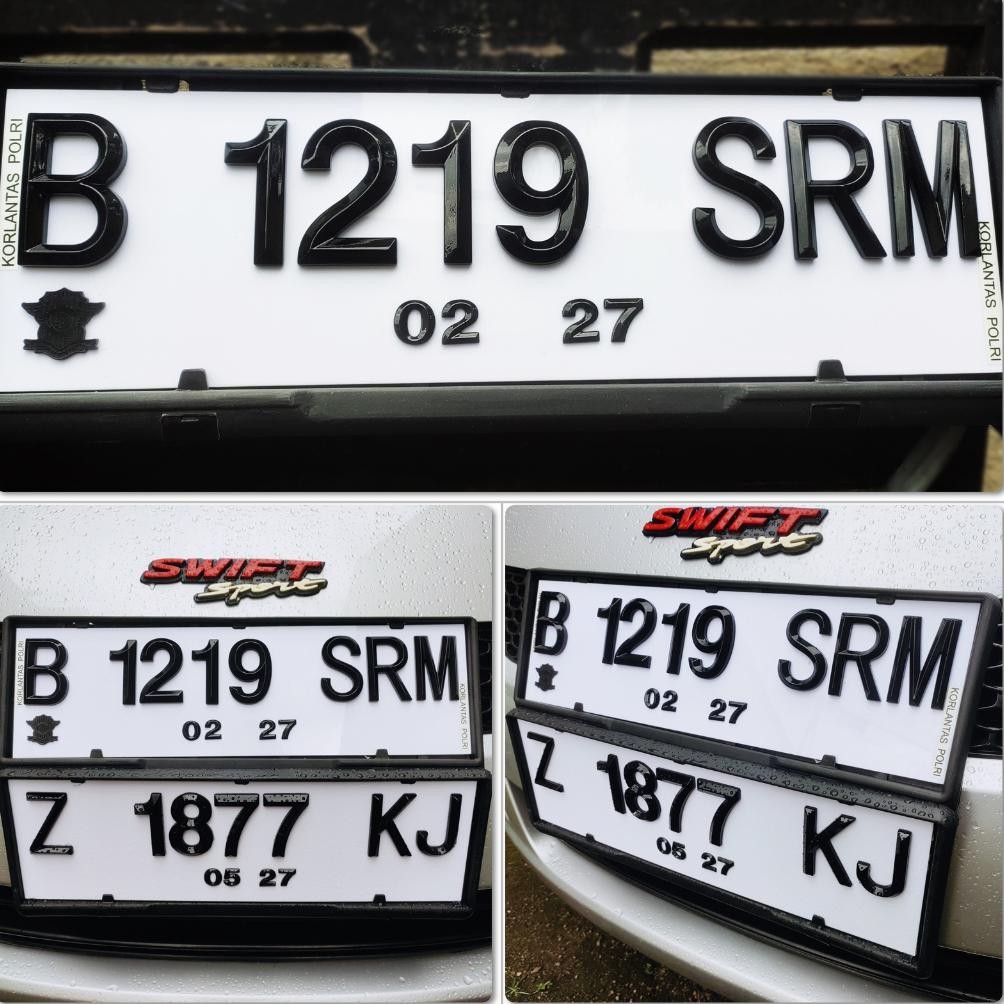 KORLANTAS POLRI
B 1219 SRM
KORLANTAS POLRI
02 27
SWIFT
Sport
KORLANTAS POLRI
B 1219 SRM
KORLANTAS POLRI
02 27
Z 1877 KJ
05 27
SWIFT
Sport
B 1219 SRM
02 27
KORLANTAS POLRI
Z 1877 KJ
05 27